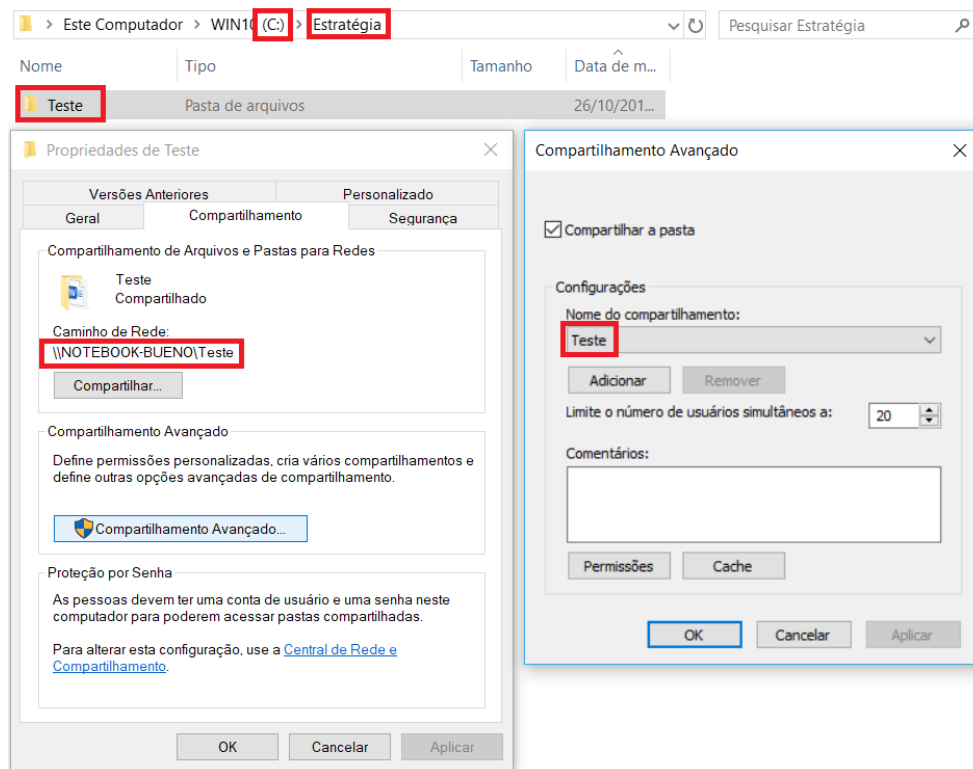 Este Computador > WIN10 (C:) > Estratégia
Pesquisar Estratégia
Nome Tipo Tamanho Data de m...
Teste Pasta de arquivos 26/10/201...
Propriedades de Teste
Versões Anteriores Personalizado
Geral Compartilhamento Segurança
Compartilhamento de Arquivos e Pastas para Redes
Teste
Compartilhado
Caminho de Rede:
\\NOTEBOOK-BUENO\Teste
Compartilhar...
Compartilhamento Avançado
Define permissões personalizadas, cria vários compartilhamentos e
define outras opções avançadas de compartilhamento.
Compartilhamento Avançado...
Proteção por Senha
As pessoas devem ter uma conta de usuário e uma senha neste
computador para poderem acessar pastas compartilhadas.
Para alterar esta configuração, use a Central de Rede e
Compartilhamento.
OK Cancelar Aplicar
Compartilhamento Avançado
Compartilhar a pasta
Configurações
Nome do compartilhamento:
Teste
Adicionar Remover
Limite o número de usuários simultâneos a: 20
Comentários:
Permissões Cache
OK Cancelar Aplicar